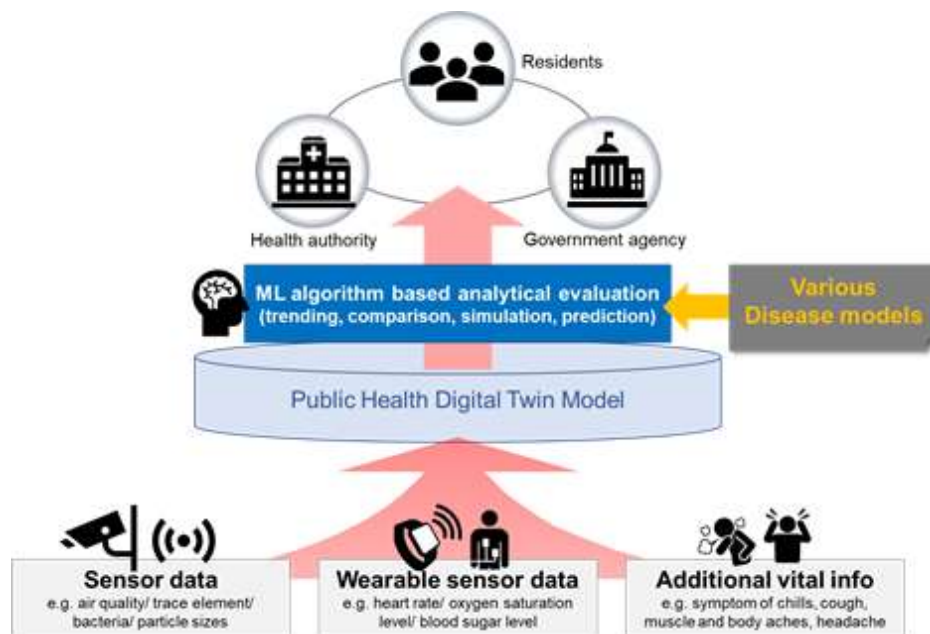 Residents
Health authority
Government agency
ML algorithm based analytical evaluation
(trending, comparison, simulation, prediction)
Various
Disease models
Public Health Digital Twin Model
Sensor data
e.g. air quality/ trace element/
bacteria/ particle sizes
Wearable sensor data
e.g. heart rate/ oxygen saturation
level/ blood sugar level
Additional vital info
e.g. symptom of chills, cough,
muscle and body aches, headache